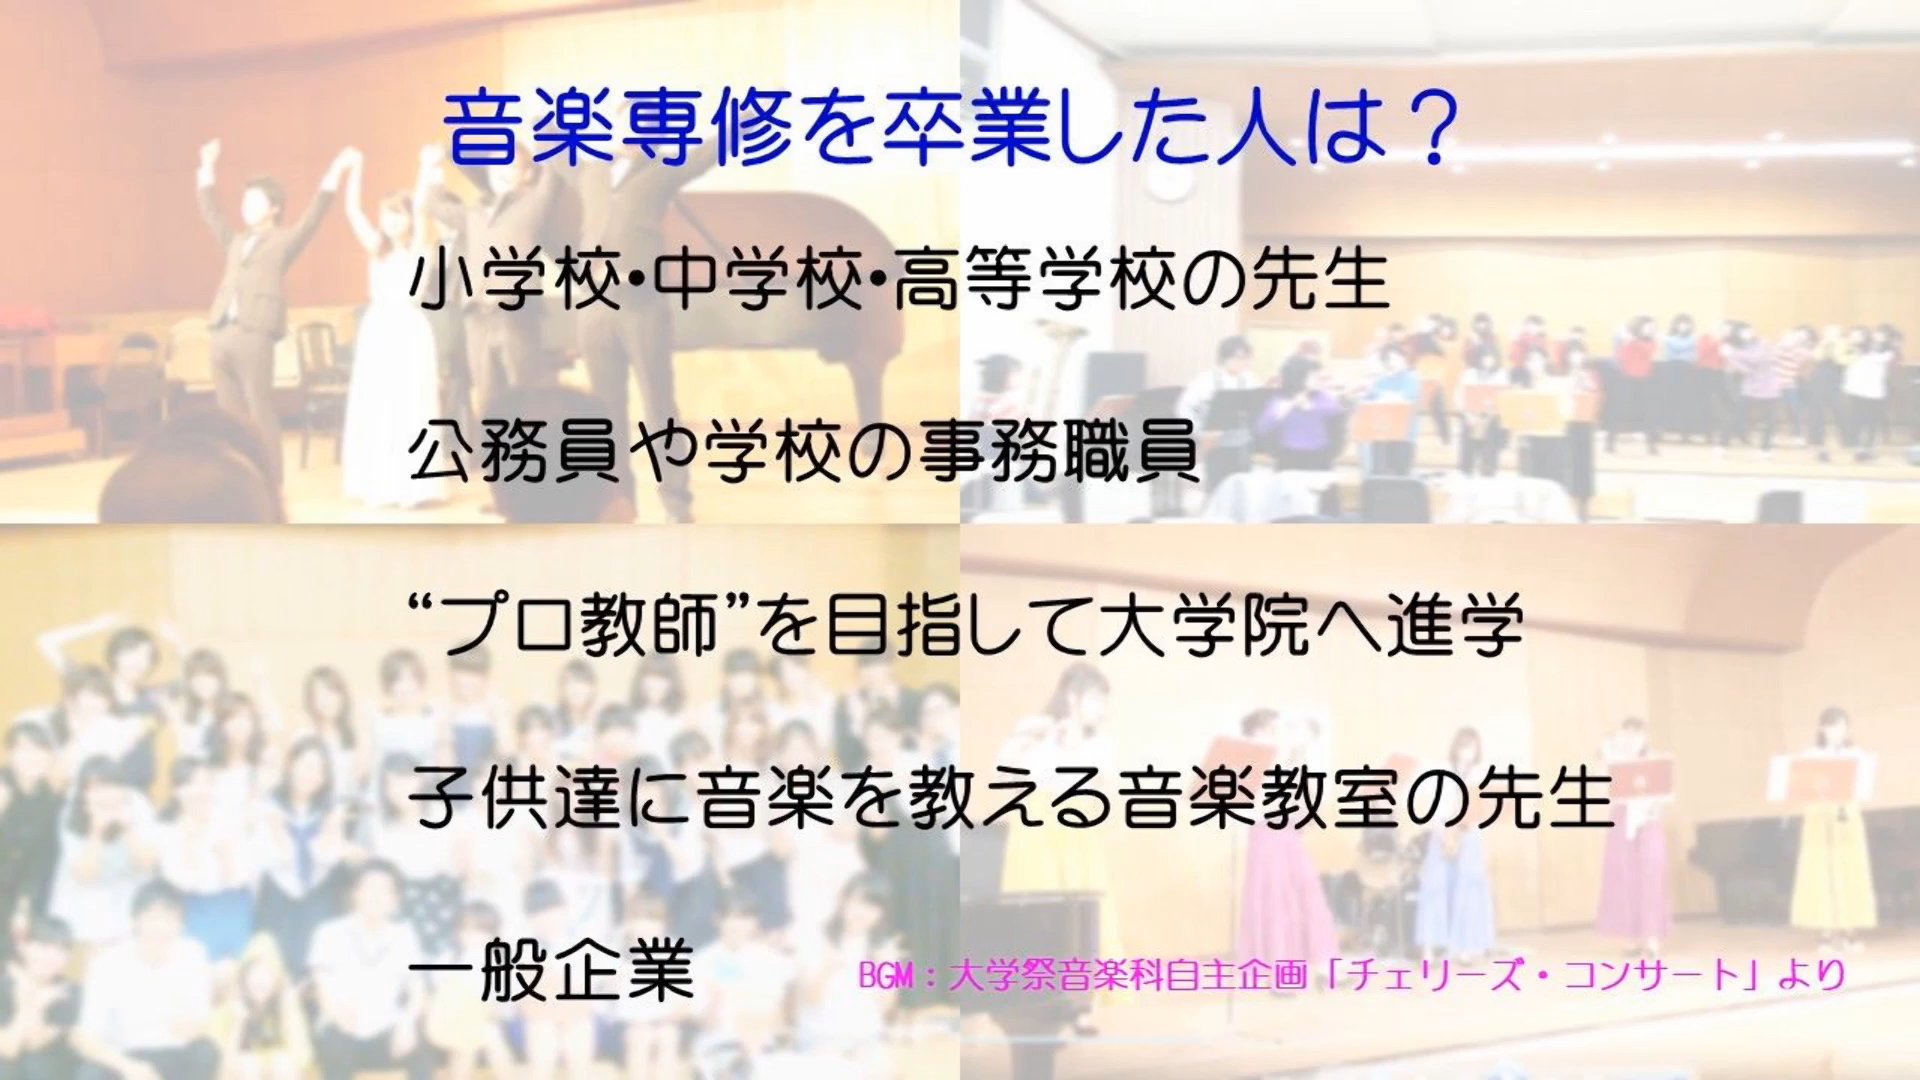 音楽専修を卒業した人は？
小学校・中学校・高等学校の先生
公務員や学校の事務職員
“プロ教師”を目指して大学院へ進学
子供達に音楽を教える音楽教室の先生
一般企業
BGM：大学祭音楽科自主企画「チェリーズ・コンサート」より